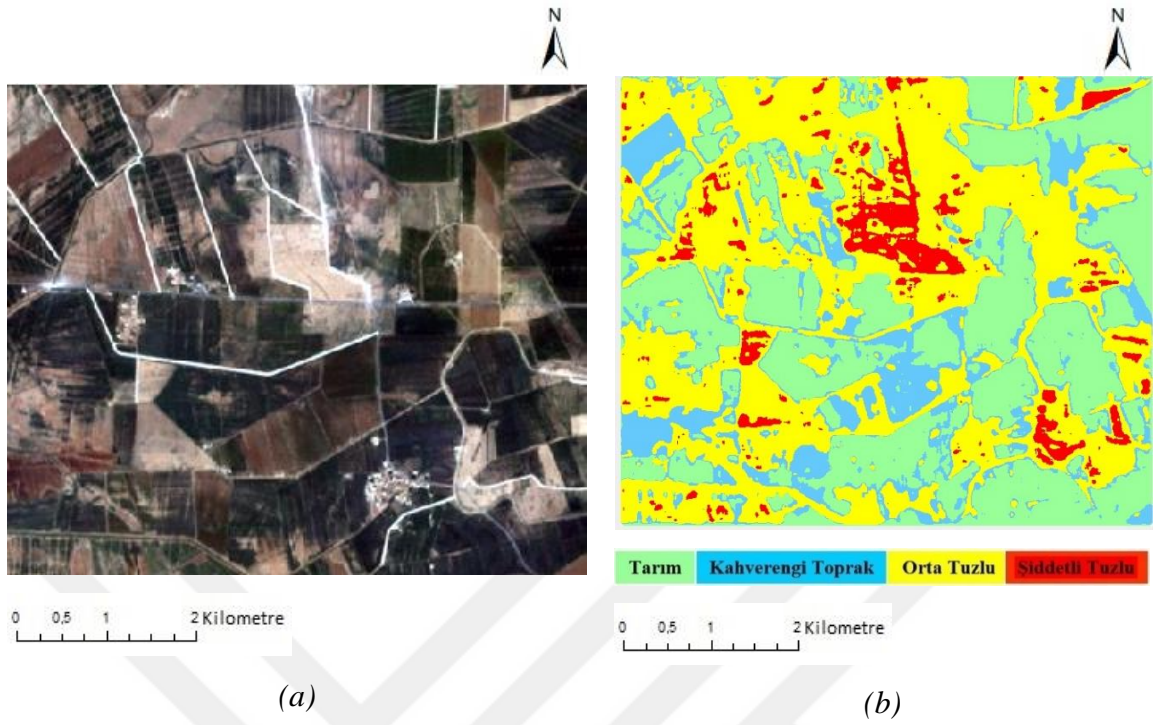 N
0 0,5 1 2 Kilometre
(a)
N
Tarım Kahverengi Toprak Orta Tuzlu Şiddetli Tuzlu
0 0,5 1 2 Kilometre
(b)